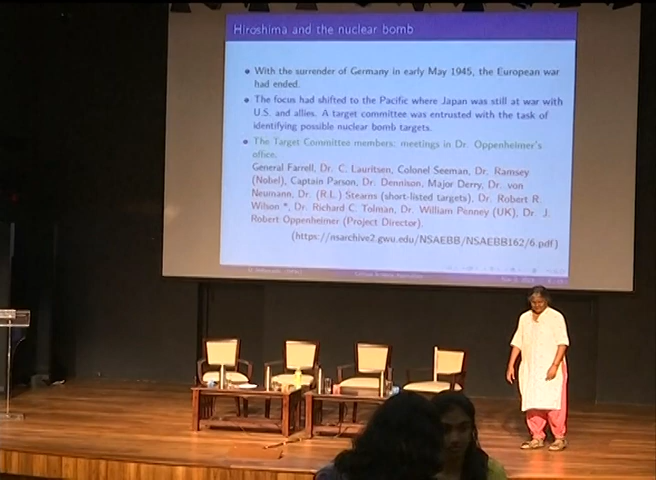 Hiroshima and the nuclear bomb
With the surrender of Germany in early May 1945, the European war
had ended.
The focus had shifted to the Pacific where Japan was still at war with
U.S. and allies. A target committee was entrusted with the task of
identifying possible nuclear bomb targets.
The Target Committee members; meetings in Dr. Oppenheimer's
office.
General Farrell, Dr. C. Lauritsen, Colonel Seeman, Dr. Ramsey
(Nobel), Captain Parson, Dr. Dennison, Major Derry, Dr. von
Neumann, Dr. (R.L.) Stearns (short-listed targets), Dr. Robert R.
Wilson *, Dr. Richard C. Tolman, Dr. William Penney (UK), Dr. J.
Robert Oppenheimer (Project Director).
(https://nsarchive2.gwu.edu/NSAEBB/NSAEBB162/6.pdf)